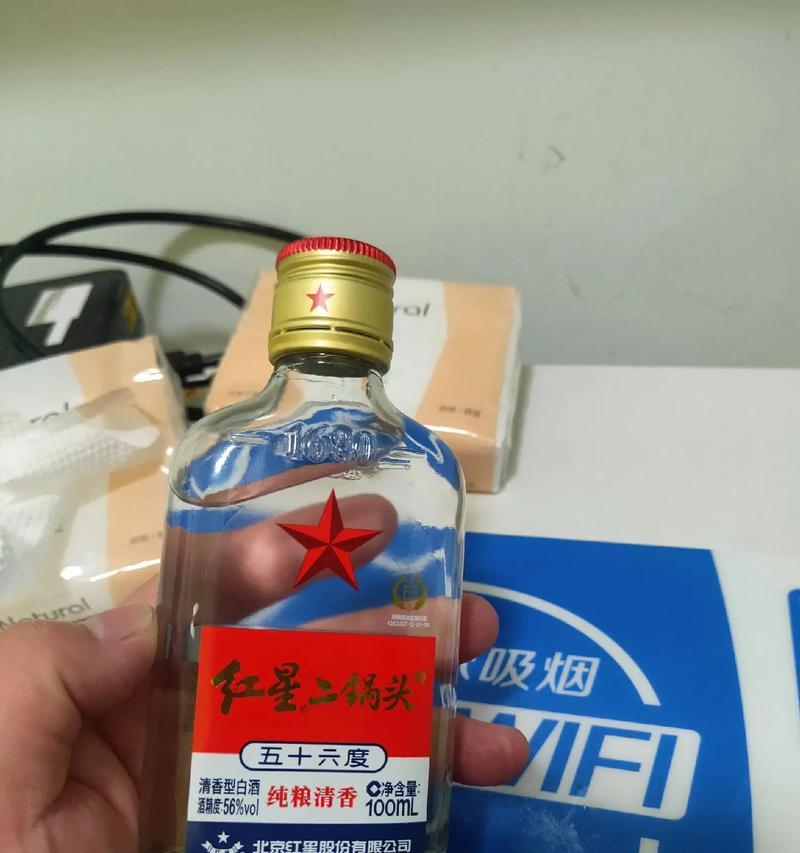 1680
红星二锅头
五十六度
清香型白酒
酒精度:56%vol
纯粮清香
净含量:
100mL
北京红星股份有限公司
Natural
吸烟
WIFI